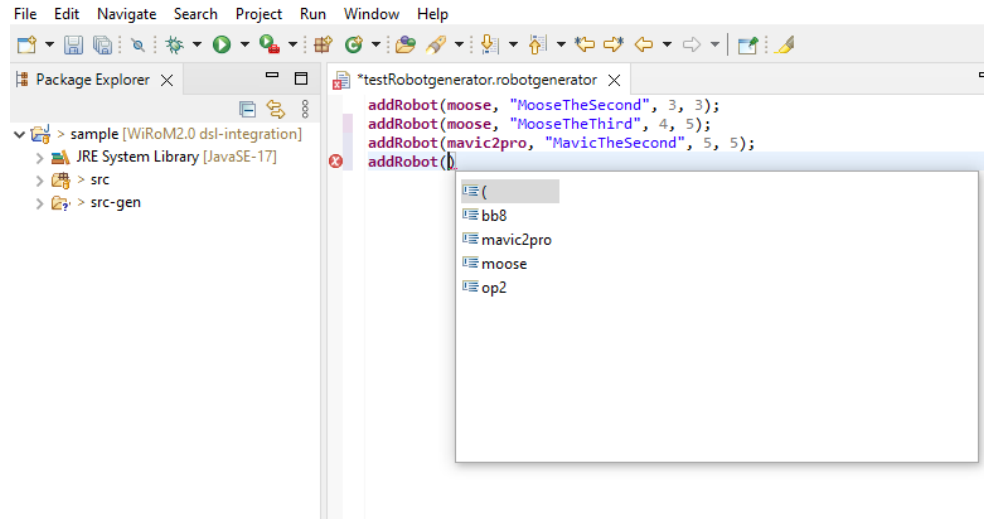 File Edit Navigate Search Project Run Window Help
Package Explorer
*testRobotgenerator.robotgenerator
> sample [WiRoM2.0 dsl-integration]
JRE System Library [JavaSE-17]
> src
> src-gen
addRobot(moose, "MooseTheSecond", 3, 3);
addRobot(moose, "MooseTheThird", 4, 5);
addRobot(mavic2pro, "MavicTheSecond", 5, 5);
addRobot()
(
bb8
mavic2pro
moose
op2